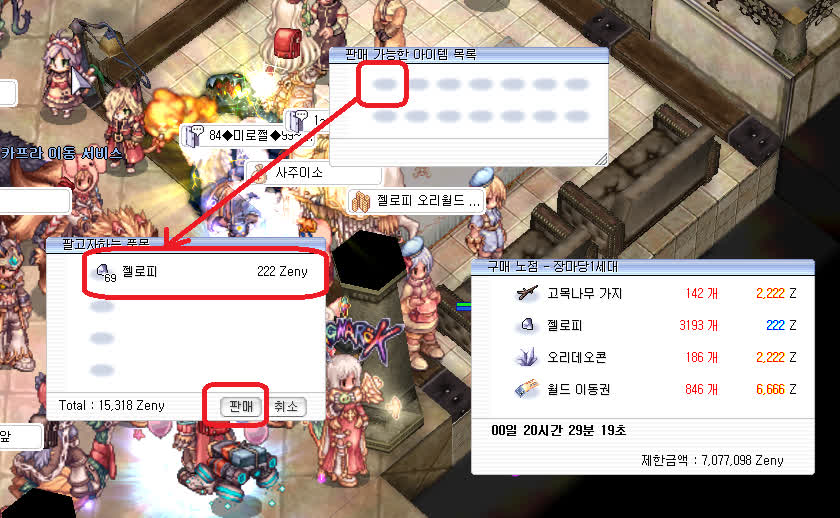 판매 가능한 아이템 목록
84◆미로쩔◆99~
1~
카프라 이동 서비스
사주이소
젤로피 오리월드 ...
팔고자하는 품목
69 젤로피 222 Zeny
Total : 15,318 Zeny 판매 취소
구매 노점 - 장마당1세대
고목나무 가지 142 개 2,222 Z
젤로피 3193 개 222 Z
오리데오콘 186 개 2,222 Z
월드 이동권 846 개 6,666 Z
00일 20시간 29분 19초
제한금액 : 7,077,098 Zeny
앞